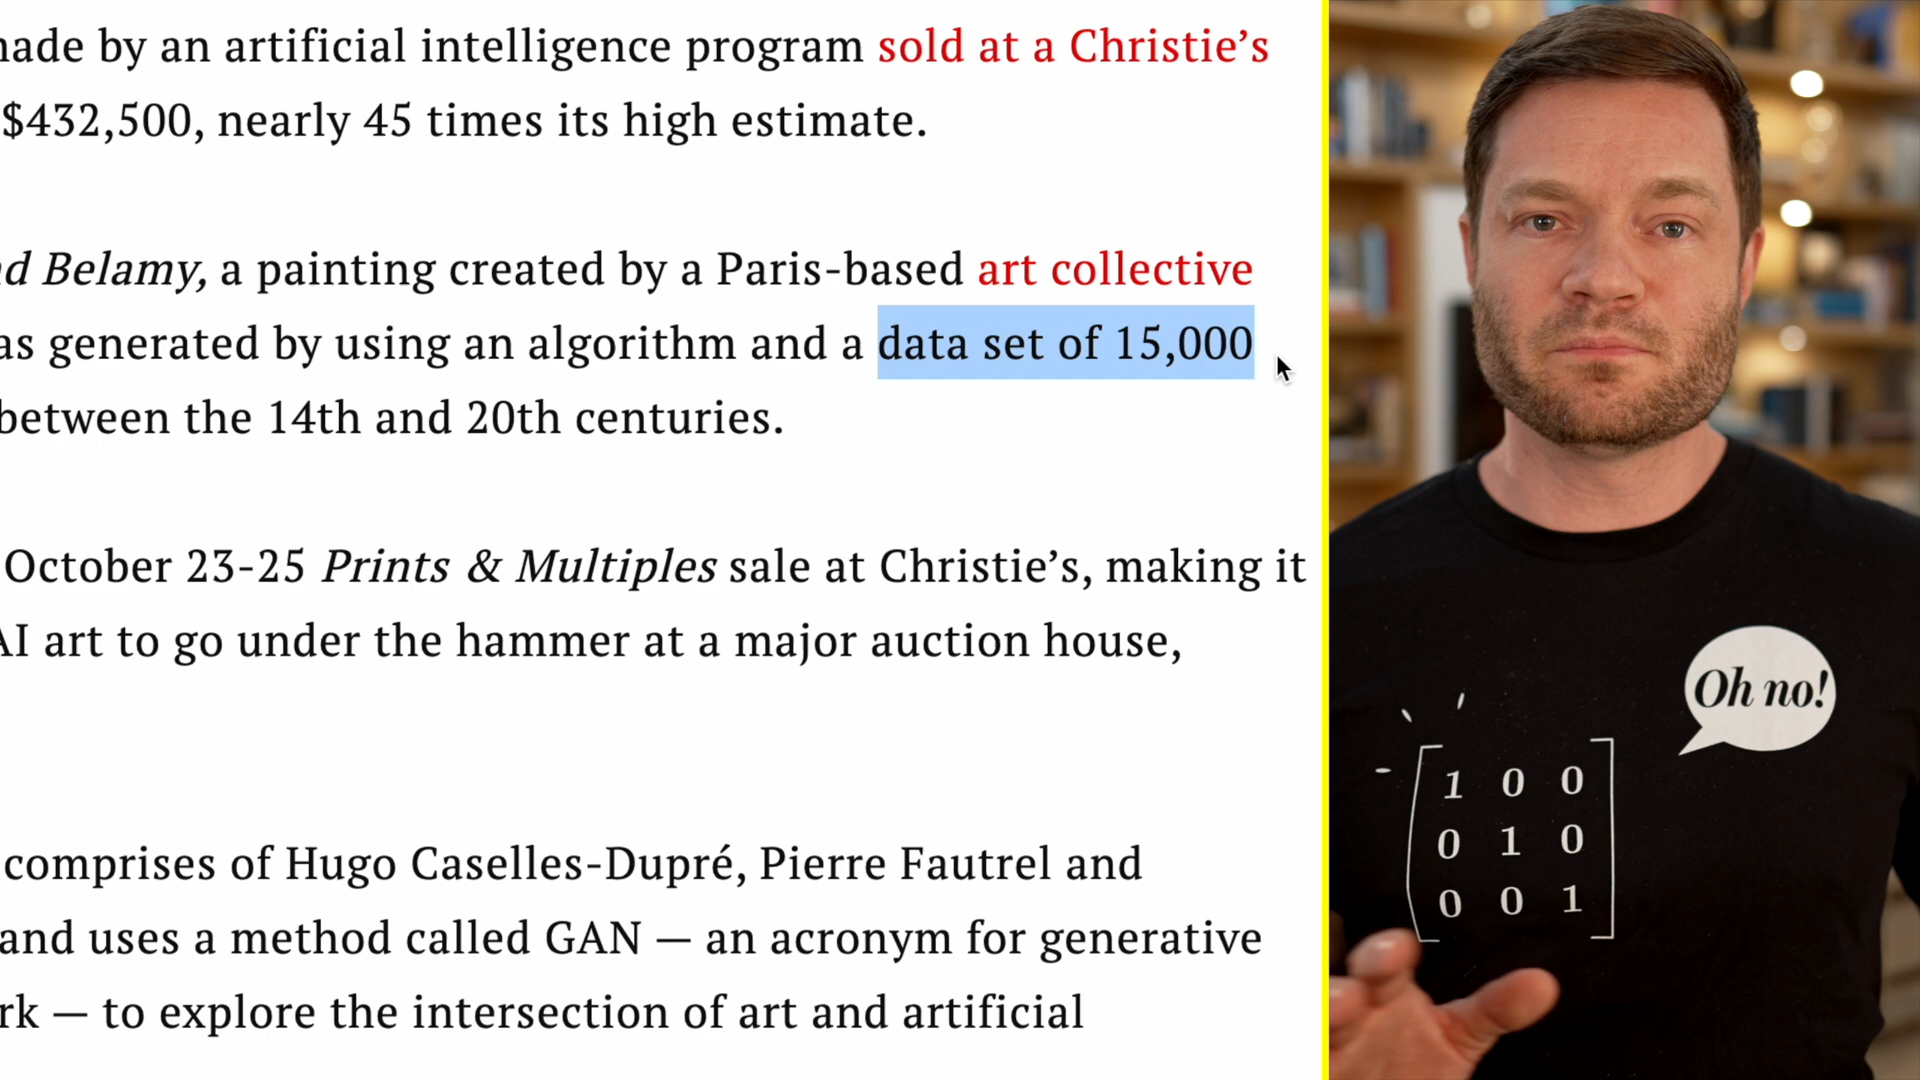 made by an artificial intelligence program sold at a Christie’s
$432,500, nearly 45 times its high estimate.
Belamy, a painting created by a Paris-based art collective
as generated by using an algorithm and a data set of 15,000
between the 14th and 20th centuries.
October 23-25 Prints & Multiples sale at Christie’s, making it
AI art to go under the hammer at a major auction house,
comprises of Hugo Caselles-Dupré, Pierre Fautrel and
and uses a method called GAN — an acronym for generative
rk — to explore the intersection of art and artificial
Oh no!
1 0 0
0 1 0
0 0 1